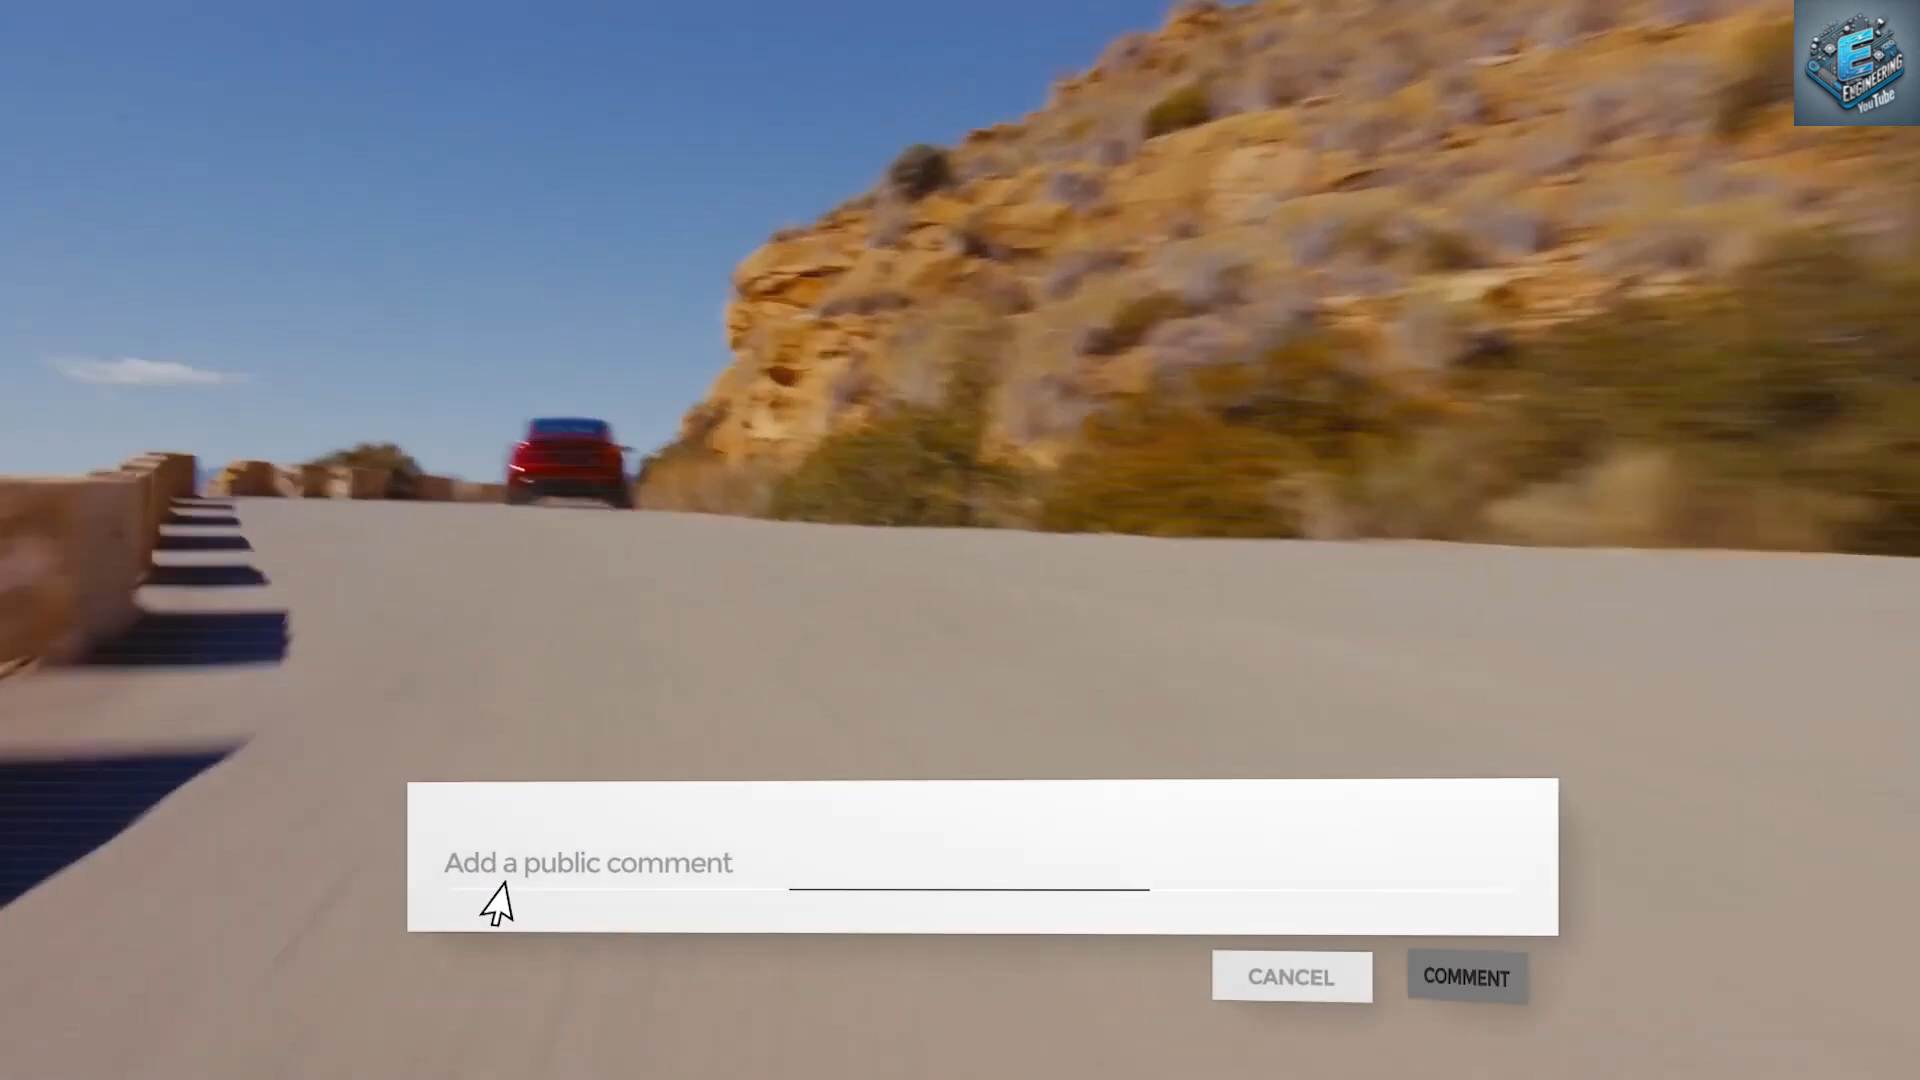 E
ENGINEERING
YouTube
Add a public comment
CANCEL
COMMENT